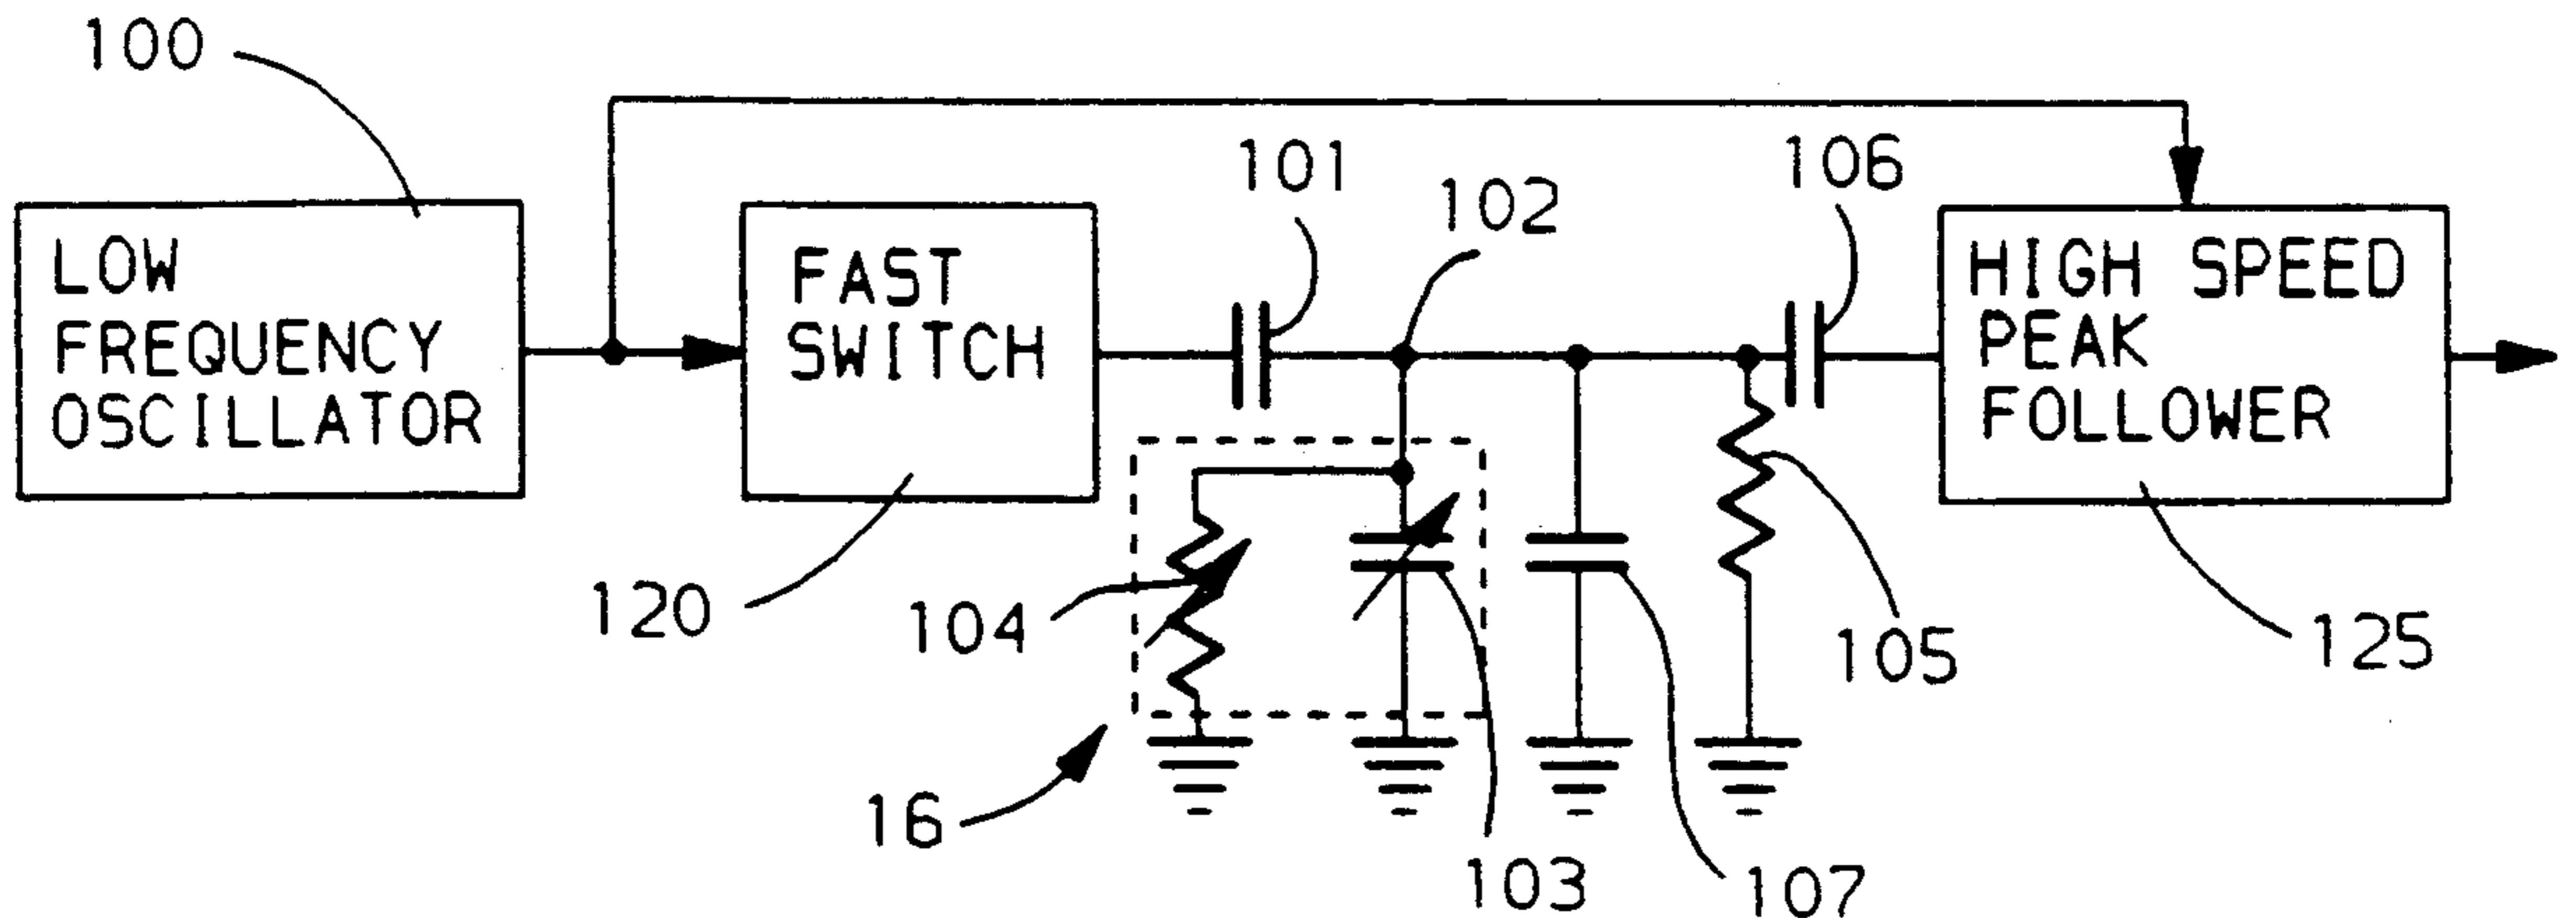 100
101
102
106
LOW
FREQUENCY
OSCILLATOR
FAST
SWITCH
HIGH SPEED
PEAK
FOLLOWER
120
104
105
125
16
103
107